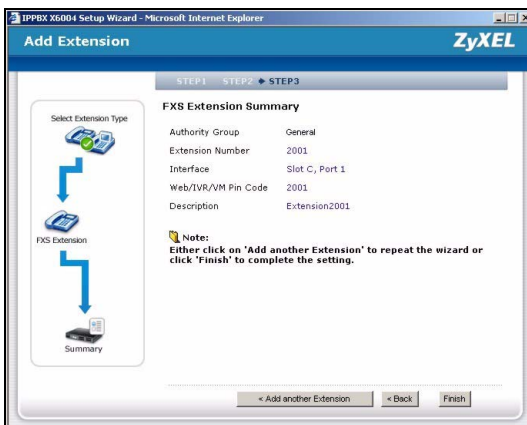 IPPBX X6004 Setup Wizard - Microsoft Internet Explorer
Add Extension
ZyXEL
STEP1 STEP2 STEP3
Select Extension Type
FXS Extension
Summary
FXS Extension Summary
Authority Group General
Extension Number 2001
Interface Slot C, Port 1
Web/IVR/VM Pin Code 2001
Description Extension2001
Note:
Either click on 'Add another Extension' to repeat the wizard or
click 'Finish' to complete the setting.
< Add another Extension < Back Finish